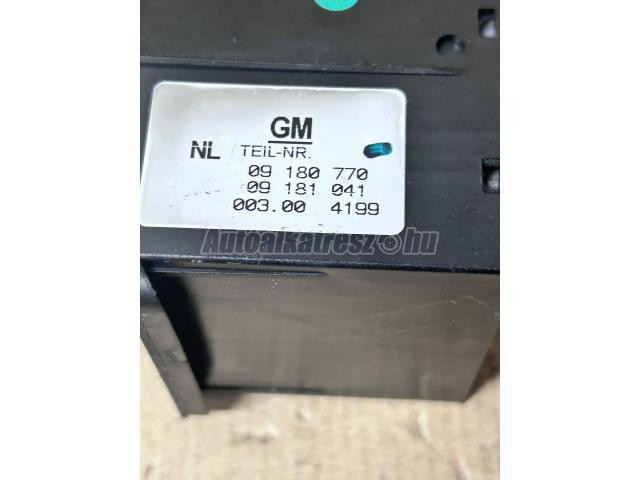 GM
NL TEIL-NR.
09 180 770
09 181 041
003.00 4199
Autoalkatresz.hu